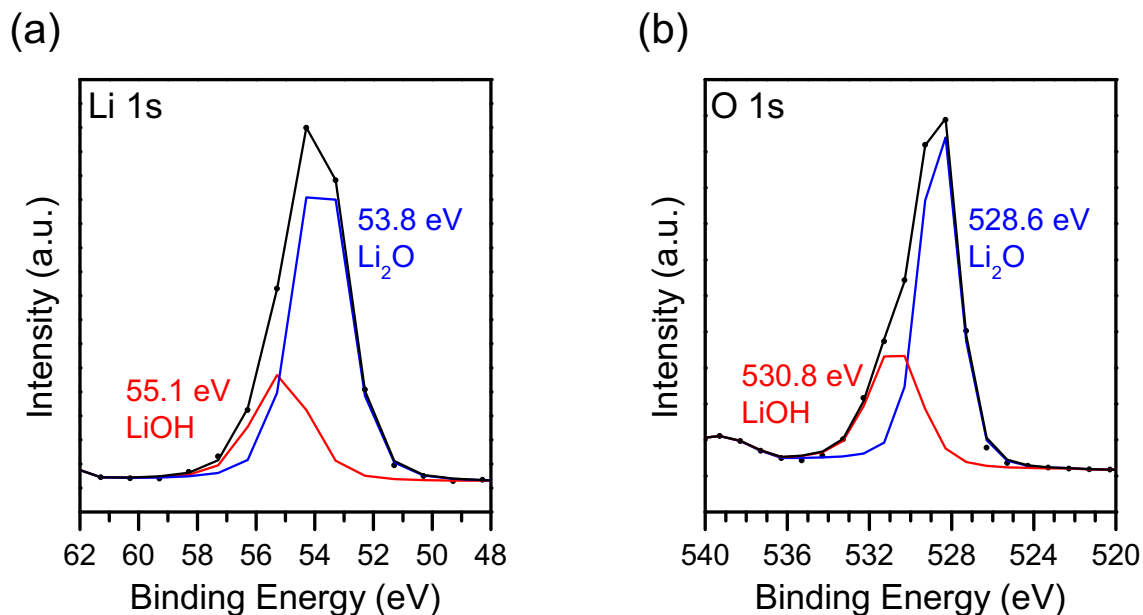 (a)
Li 1s
53.8 eV
Li₂O
55.1 eV
LiOH
Intensity (a.u.)
62 60 58 56 54 52 50 48
Binding Energy (eV)
(b)
O 1s
528.6 eV
Li₂O
530.8 eV
LiOH
Intensity (a.u.)
540 536 532 528 524 520
Binding Energy (eV)